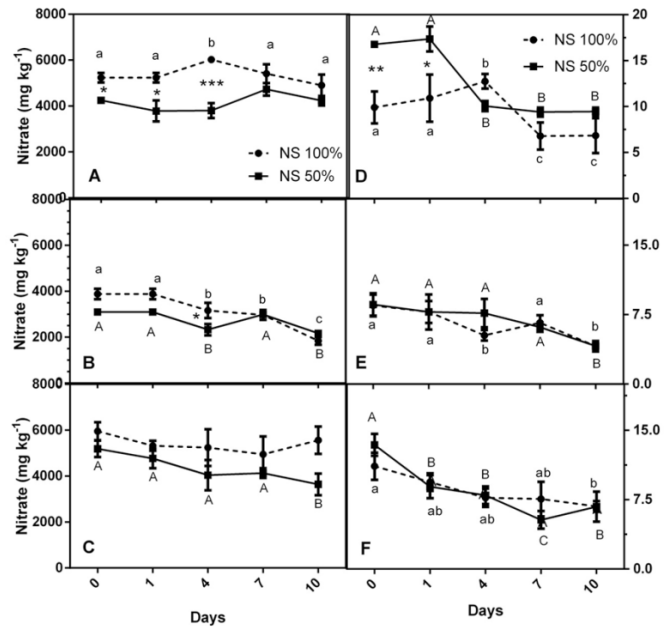 8000
6000
4000
2000
0
Nitrate (mg kg-1)
a a b a a
* * ***
NS 100%
NS 50%
A
20
15
10
5
0
A A b B B
** *
a a B c c
NS 100%
NS 50%
D
8000
6000
4000
2000
0
Nitrate (mg kg-1)
a a b b c
*
A A B A B
B
15.0
7.5
0.0
A A A a b
a a b A B
E
8000
6000
4000
2000
0
Nitrate (mg kg-1)
A A A A B
C
15.0
7.5
0.0
A B B ab b
a ab ab C B
F
0 1 4 7 10
Days
0 1 4 7 10
Days